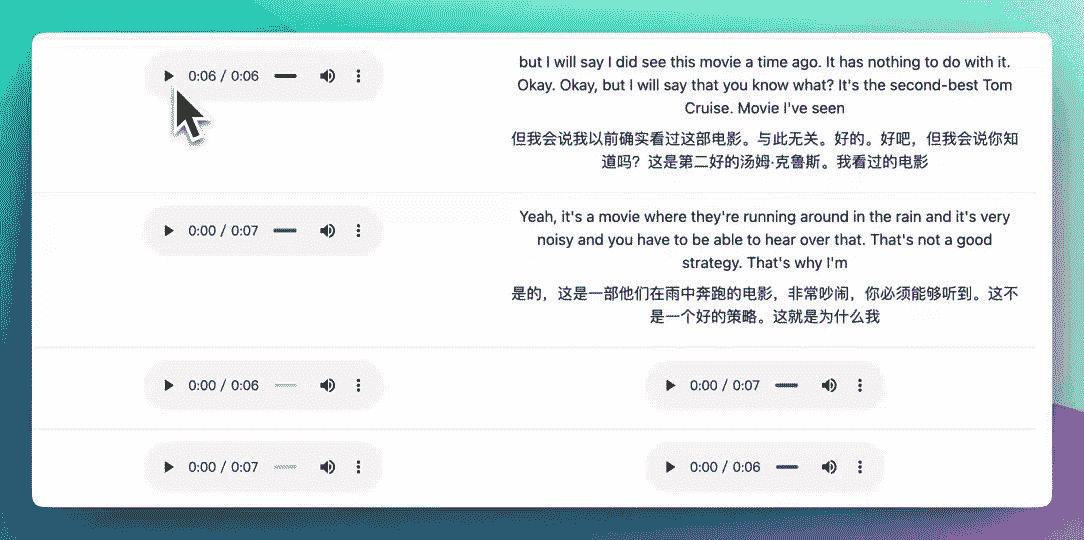 0:06 / 0:06
but I will say I did see this movie a time ago. It has nothing to do with it.
Okay. Okay, but I will say that you know what? It's the second-best Tom
Cruise. Movie I've seen
但我会说我以前确实看过这部电影。与此无关。好的。好吧，但我会说你知
道吗？这是第二好的汤姆·克鲁斯。我看过的电影
0:00 / 0:07
Yeah, it's a movie where they're running around in the rain and it's very
noisy and you have to be able to hear over that. That's not a good
strategy. That's why I'm
是的，这是一部他们在雨中奔跑的电影，非常吵闹，你必须能够听到。这不
是一个好的策略。这就是为什么我
0:00 / 0:06
0:00 / 0:07
0:00 / 0:07
0:00 / 0:06